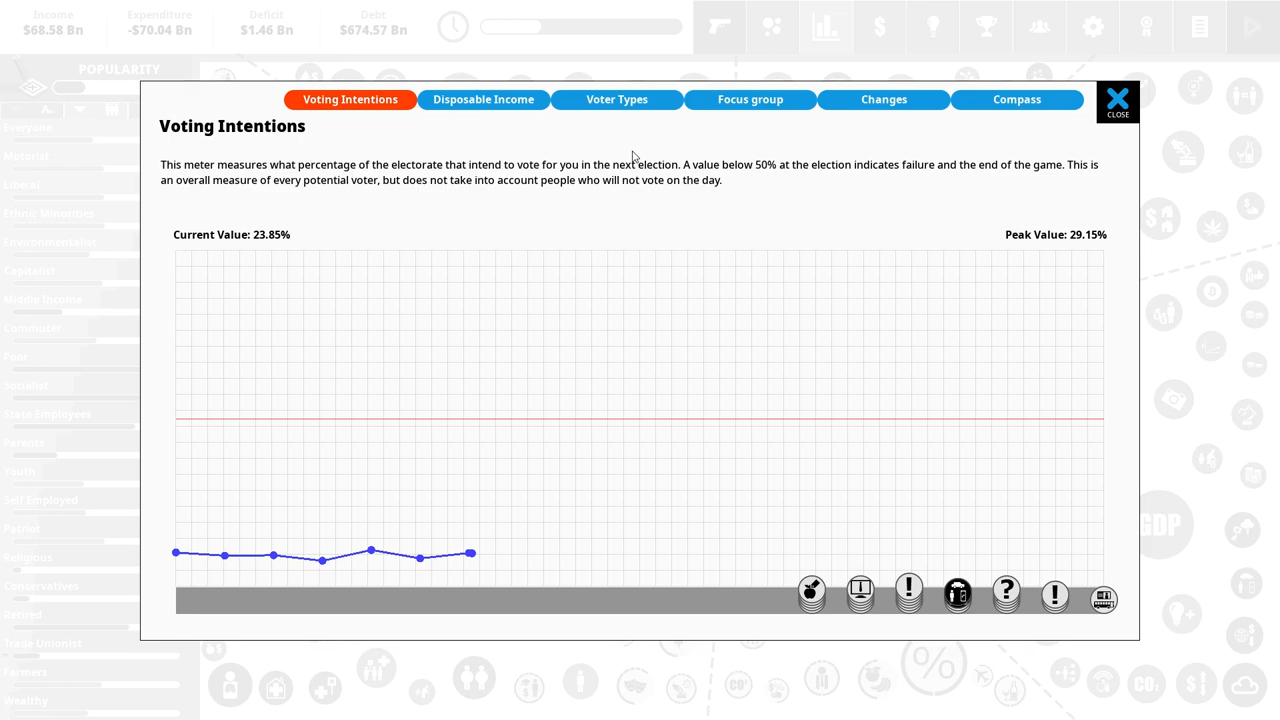 Income
Expenditure
Deficit
Debt
$68.58 Bn
-$70.04 Bn
$1.46 Bn
$674.57 Bn
POPULARITY
A..
Everyone
Motorist
Liberal
Ethnic Minorities
Environmentalist
Capitalist
Middle Income
Commuter
Poor
Socialist
State Employees
Parents
Youth
Self Employed
Patriot
Religious
Conservatives
Retired
Trade Unionist
Farmers
Wealthy
Voting Intentions
Disposable Income
Voter Types
Focus group
Changes
Compass
CLOSE
Voting Intentions
This meter measures what percentage of the electorate that intend to vote for you in the next election. A value below 50% at the election indicates failure and the end of the game. This is
an overall measure of every potential voter, but does not take into account people who will not vote on the day.
Current Value: 23.85%
Peak Value: 29.15%
GDP